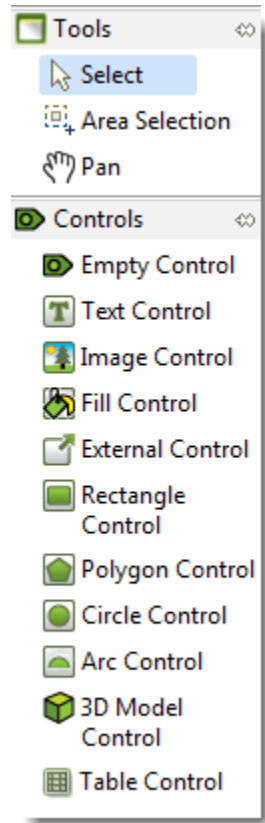 Tools
Select
Area Selection
Pan
Controls
Empty Control
Text Control
Image Control
Fill Control
External Control
Rectangle
Control
Polygon Control
Circle Control
Arc Control
3D Model
Control
Table Control